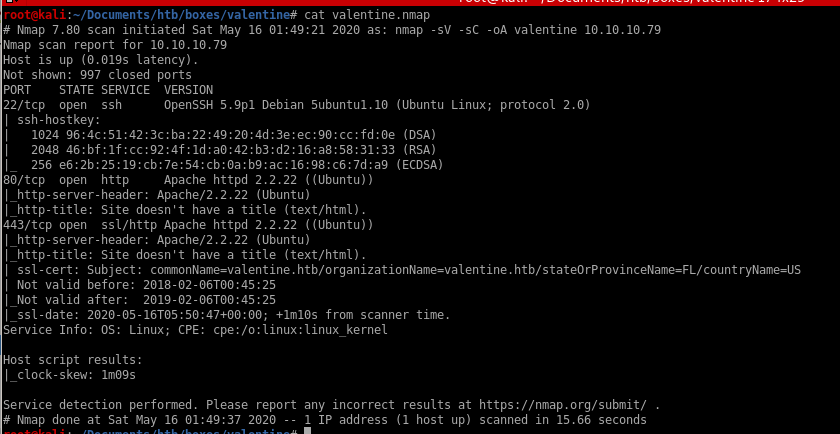 root@kali:~/Documents/htb/boxes/valentine# cat valentine.nmap
# Nmap 7.80 scan initiated Sat May 16 01:49:21 2020 as: nmap -sV -sC -oA valentine 10.10.10.79
Nmap scan report for 10.10.10.79
Host is up (0.019s latency).
Not shown: 997 closed ports
PORT    STATE SERVICE  VERSION
22/tcp  open  ssh      OpenSSH 5.9p1 Debian 5ubuntu1.10 (Ubuntu Linux; protocol 2.0)
| ssh-hostkey:
|   1024 96:4c:51:42:3c:ba:22:49:20:4d:3e:ec:90:cc:fd:0e (DSA)
|   2048 46:bf:1f:cc:92:4f:1d:a0:42:b3:d2:16:a8:58:31:33 (RSA)
|_  256 e6:2b:25:19:cb:7e:54:cb:0a:b9:ac:16:98:c6:7d:a9 (ECDSA)
80/tcp  open  http     Apache httpd 2.2.22 ((Ubuntu))
|_http-server-header: Apache/2.2.22 (Ubuntu)
|_http-title: Site doesn't have a title (text/html).
443/tcp open  ssl/http Apache httpd 2.2.22 ((Ubuntu))
|_http-server-header: Apache/2.2.22 (Ubuntu)
|_http-title: Site doesn't have a title (text/html).
| ssl-cert: Subject: commonName=valentine.htb/organizationName=valentine.htb/stateOrProvinceName=FL/countryName=US
| Not valid before: 2018-02-06T00:45:25
|_Not valid after:  2019-02-06T00:45:25
|_ssl-date: 2020-05-16T05:50:47+00:00; +1m10s from scanner time.
Service Info: OS: Linux; CPE: cpe:/o:linux:linux_kernel
Host script results:
|_clock-skew: 1m09s
Service detection performed. Please report any incorrect results at https://nmap.org/submit/ .
# Nmap done at Sat May 16 01:49:37 2020 -- 1 IP address (1 host up) scanned in 15.66 seconds
root@kali:~/Documents/htb/boxes/valentine#